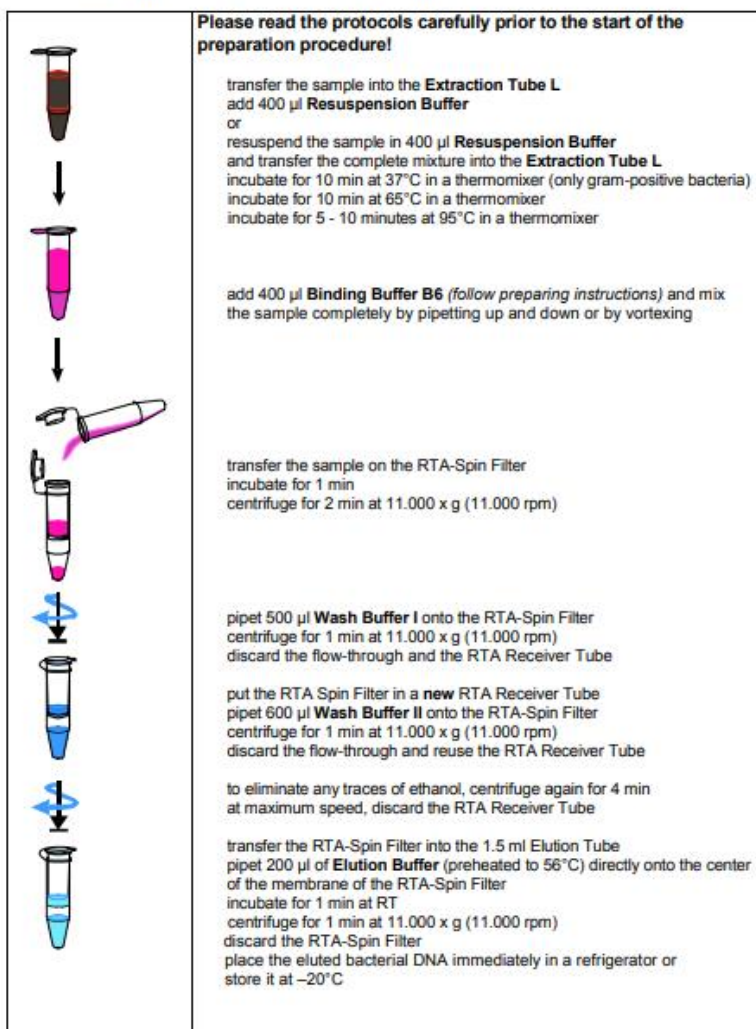 Please read the protocols carefully prior to the start of the
preparation procedure!
transfer the sample into the Extraction Tube L
add 400 µl Resuspension Buffer
or
resuspend the sample in 400 µl Resuspension Buffer
and transfer the complete mixture into the Extraction Tube L
incubate for 10 min at 37°C in a thermomixer (only gram-positive bacteria)
incubate for 10 min at 65°C in a thermomixer
incubate for 5 - 10 minutes at 95°C in a thermomixer
add 400 µl Binding Buffer B6 (follow preparing instructions) and mix
the sample completely by pipetting up and down or by vortexing
transfer the sample on the RTA-Spin Filter
incubate for 1 min
centrifuge for 2 min at 11.000 x g (11.000 rpm)
pipet 500 µl Wash Buffer I onto the RTA-Spin Filter
centrifuge for 1 min at 11.000 x g (11.000 rpm)
discard the flow-through and the RTA Receiver Tube
put the RTA Spin Filter in a new RTA Receiver Tube
pipet 600 µl Wash Buffer II onto the RTA-Spin Filter
centrifuge for 1 min at 11.000 x g (11.000 rpm)
discard the flow-through and reuse the RTA Receiver Tube
to eliminate any traces of ethanol, centrifuge again for 4 min
at maximum speed, discard the RTA Receiver Tube
transfer the RTA-Spin Filter into the 1.5 ml Elution Tube
pipet 200 µl of Elution Buffer (preheated to 56°C) directly onto the center
of the membrane of the RTA-Spin Filter
incubate for 1 min at RT
centrifuge for 1 min at 11.000 x g (11.000 rpm)
discard the RTA-Spin Filter
place the eluted bacterial DNA immediately in a refrigerator or
store it at –20°C